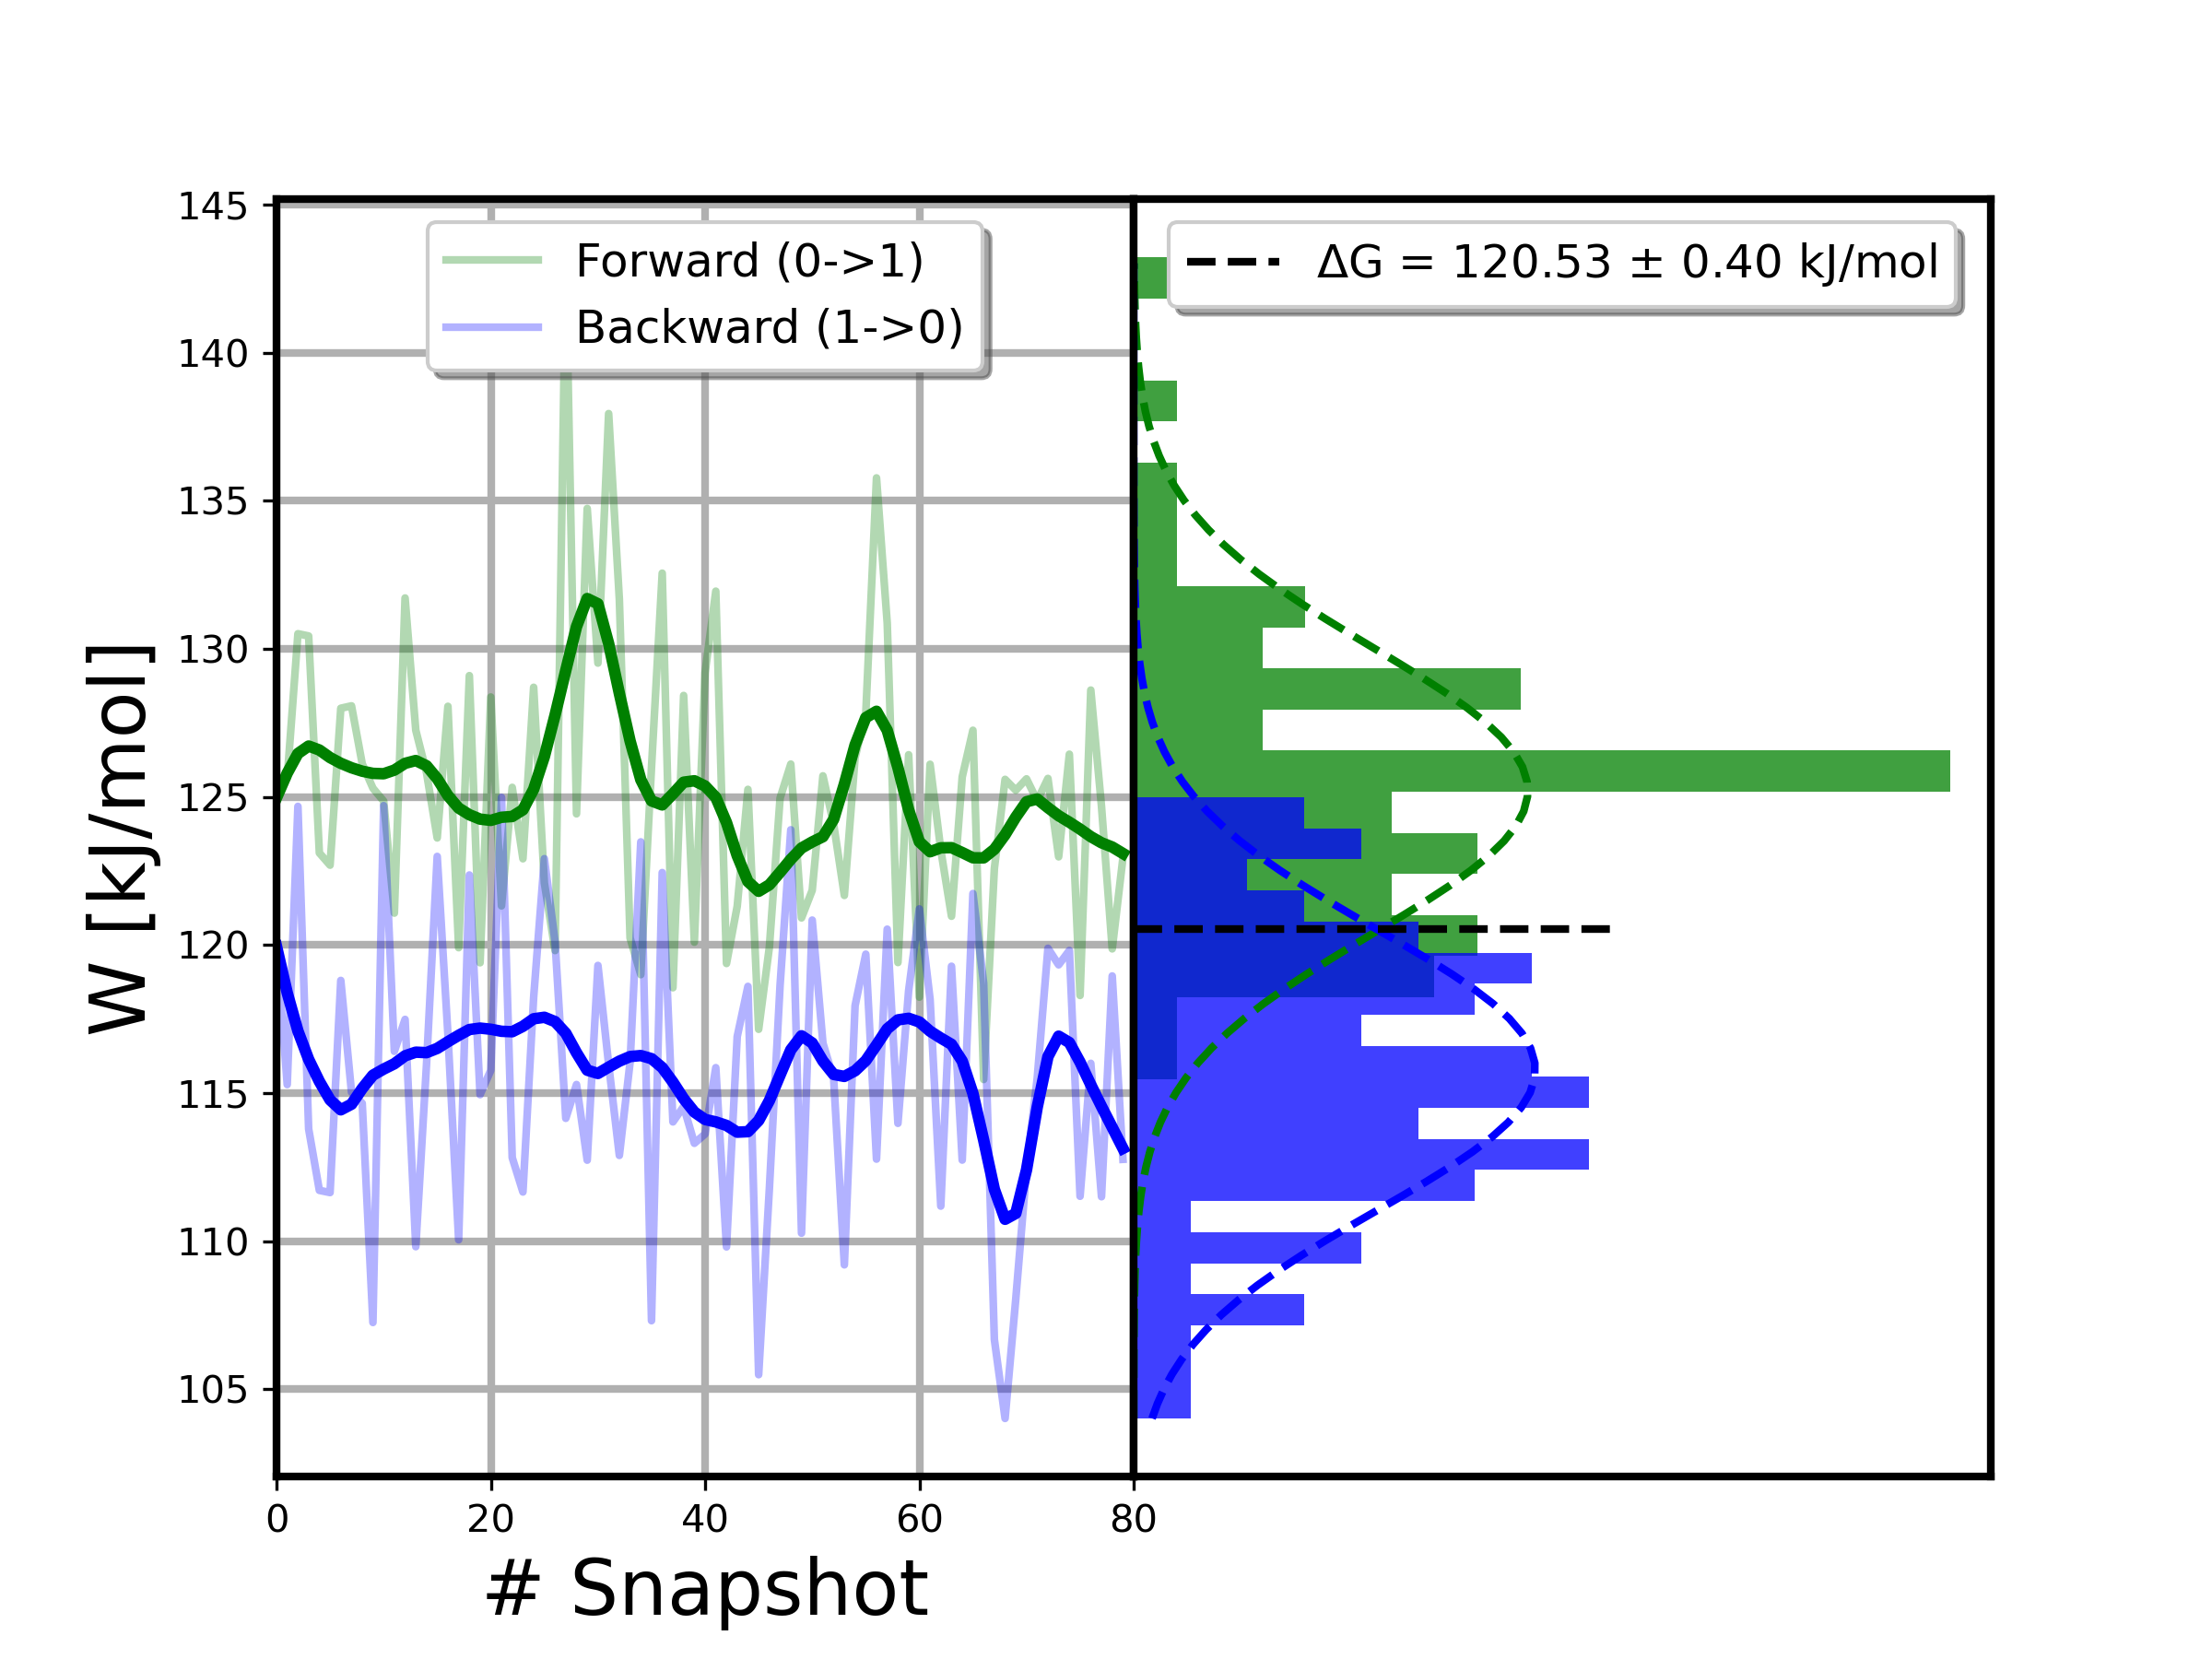 145
140
135
130
125
120
115
110
105
W [kJ/mol]
Forward (0->1)
Backward (1->0)
ΔG = 120.53 ± 0.40 kJ/mol
0 20 40 60 80
# Snapshot